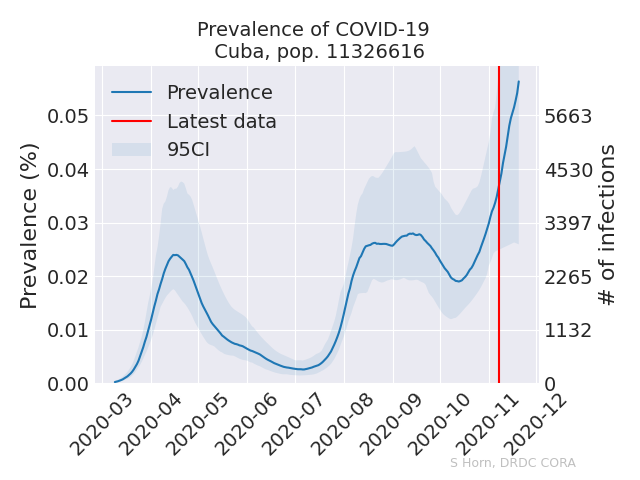 Prevalence of COVID-19
Cuba, pop. 11326616
Prevalence
Latest data
95CI
Prevalence (%)
0.05
0.04
0.03
0.02
0.01
0.00
5663
4530
3397
2265
1132
0
# of infections
2020-03
2020-04
2020-05
2020-06
2020-07
2020-08
2020-09
2020-10
2020-11
2020-12
S Horn, DRDC CORA